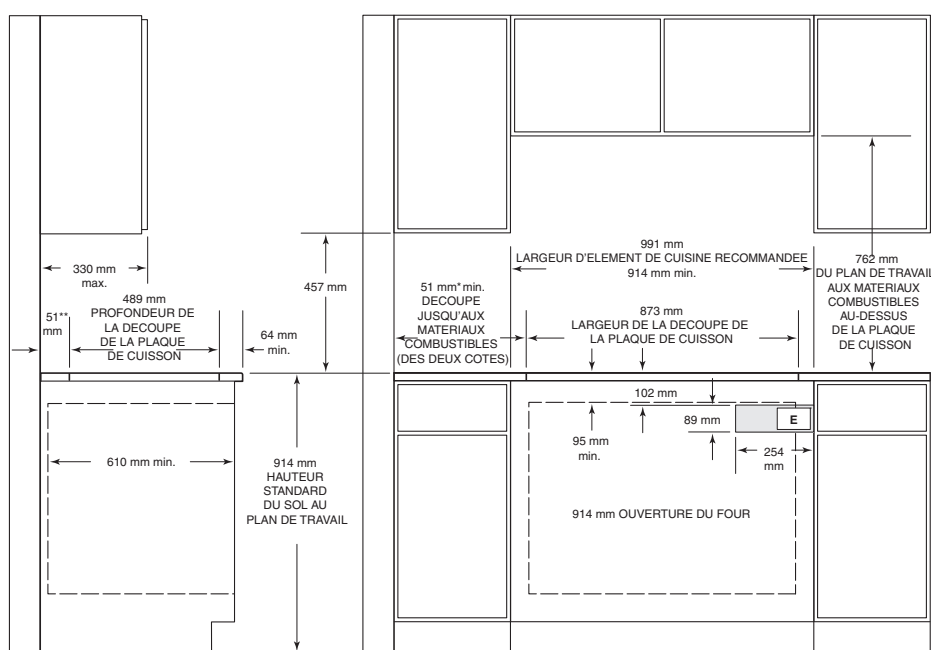 330 mm
max.
489 mm
PROFONDEUR DE
LA DECOUPE
DE LA PLAQUE
DE CUISSON
51**
mm
64 mm
min.
457 mm
610 mm min.
914 mm
HAUTEUR
STANDARD
DU SOL AU
PLAN DE TRAVAIL
51 mm*min.
DECOUPE
JUSQU'AUX
MATERIAUX
COMBUSTIBLES
(DES DEUX COTES)
991 mm
LARGEUR D'ELEMENT DE CUISINE RECOMMANDEE
914 mm min.
873 mm
LARGEUR DE LA DECOUPE DE
LA PLAQUE DE CUISSON
762 mm
DU PLAN DE TRAVAIL
AUX MATERIAUX
COMBUSTIBLES
AU-DESSUS
DE LA PLAQUE
DE CUISSON
102 mm
89 mm
E
95 mm
min.
254
mm
914 mm OUVERTURE DU FOUR